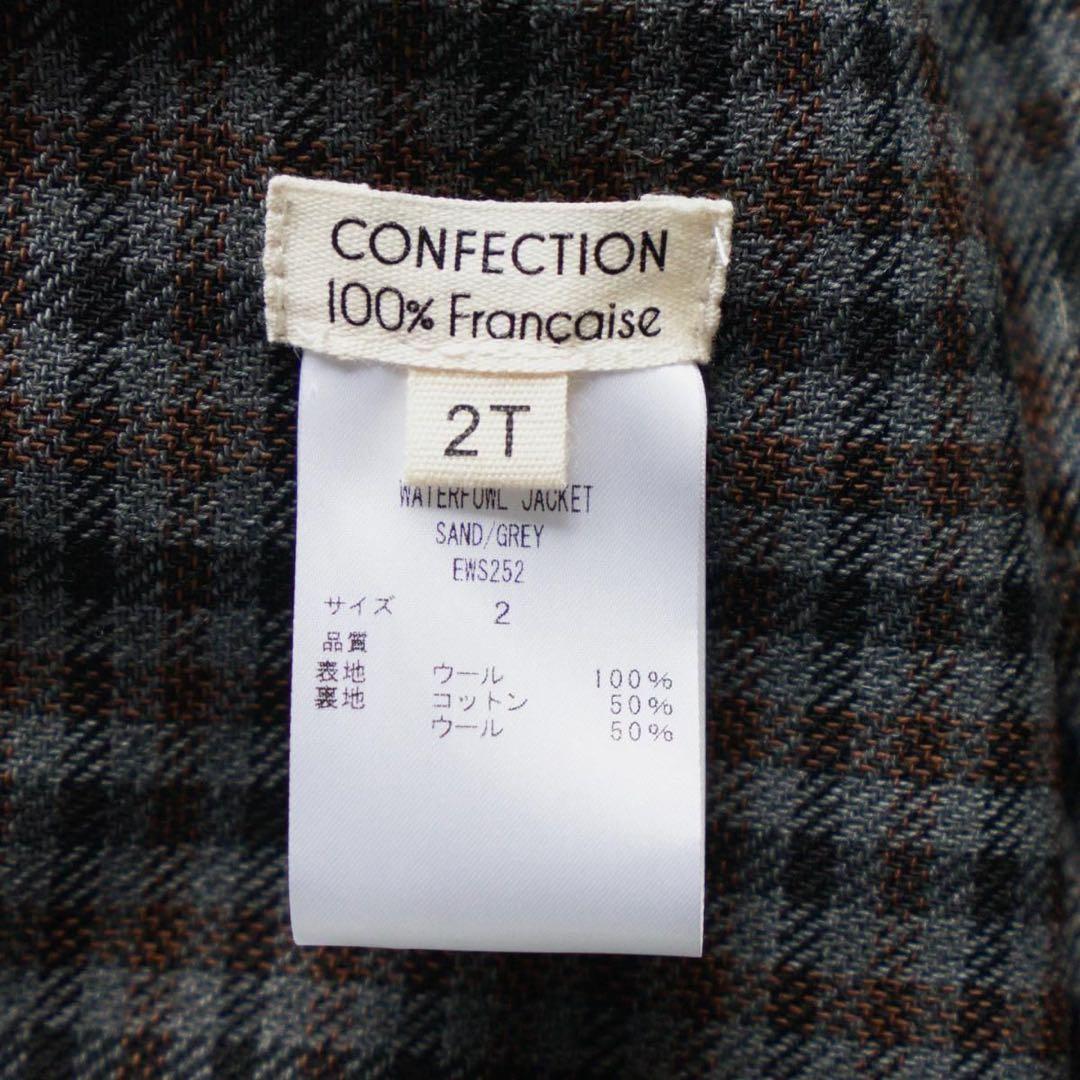 CONFECTION
100% Française
2T
WATERFOWL JACKET
SAND/GREY
EWS252
サイズ 2
品質
表地 ウール 100%
裏地 コットン 50%
ウール 50%